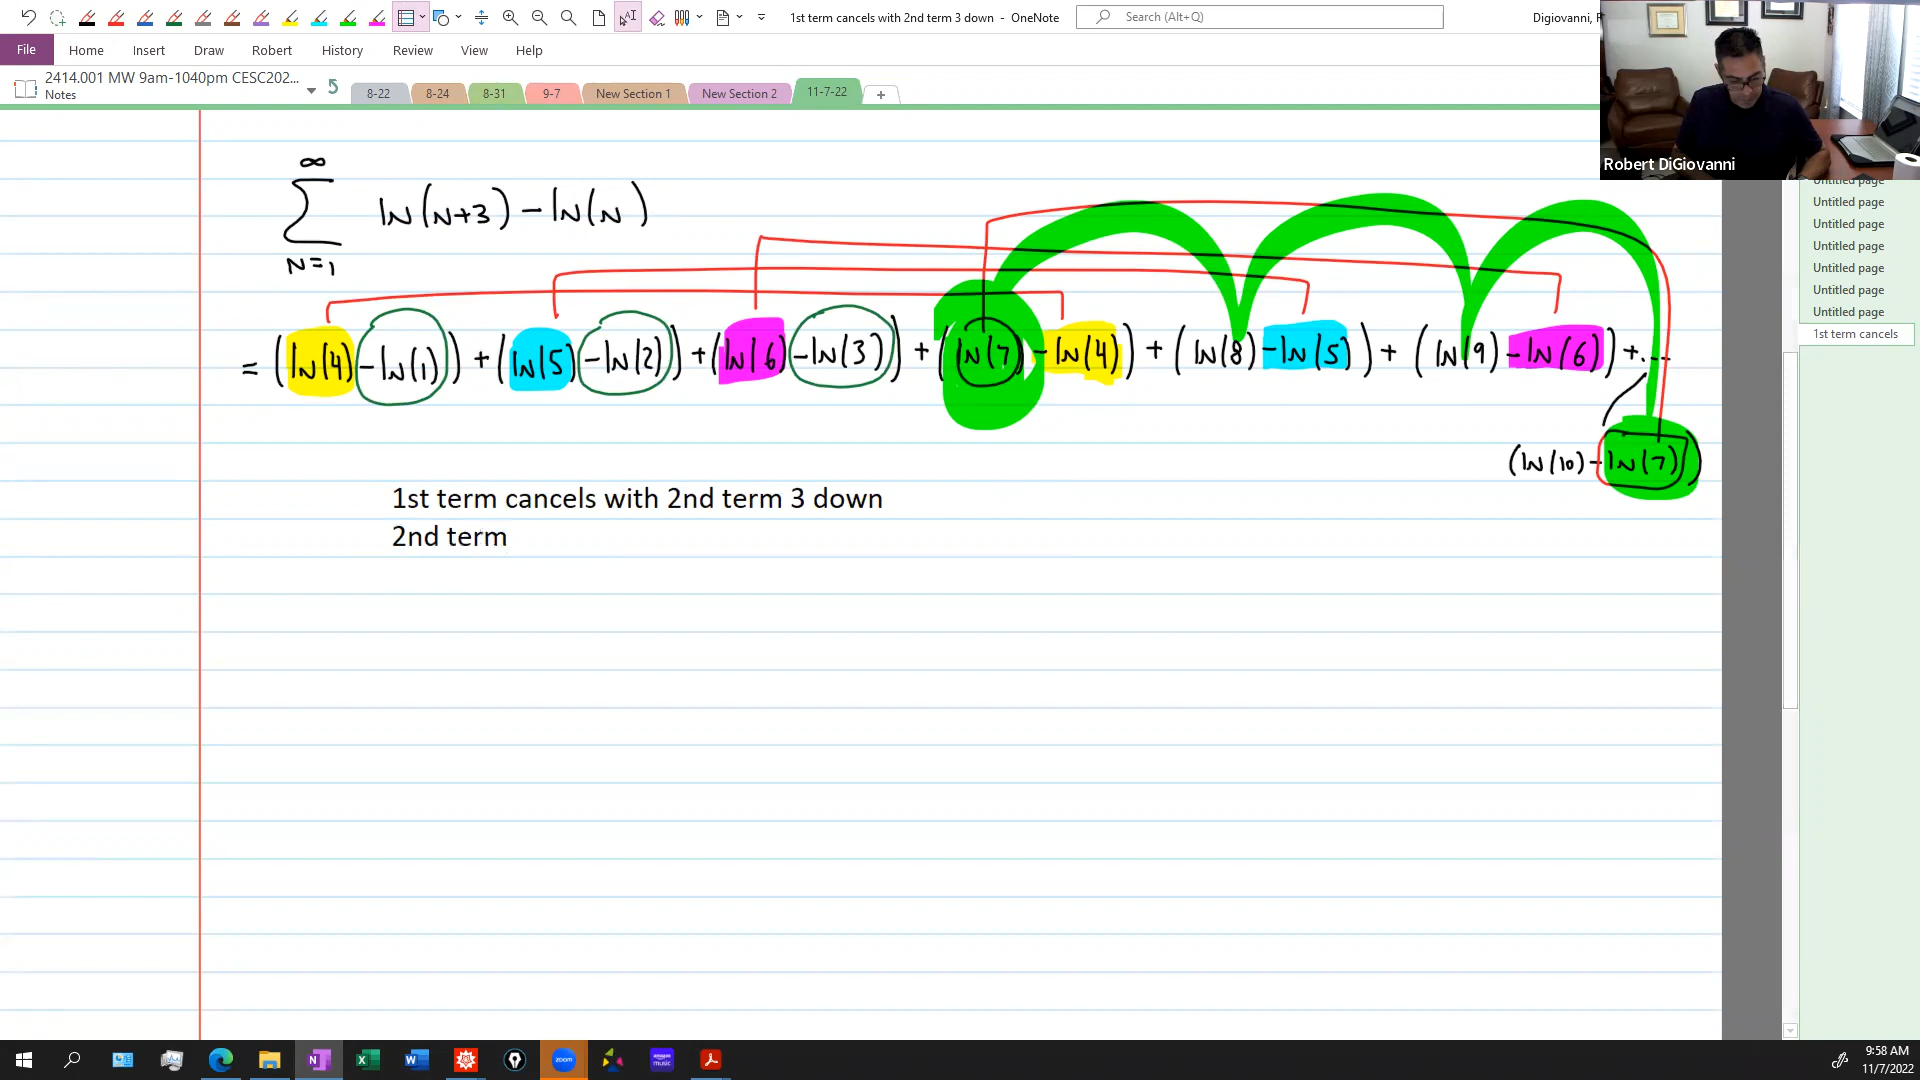 1st term cancels with 2nd term 3 down - OneNote
Search (Alt+Q)
Digiovanni, R
File Home Insert Draw Robert History Review View Help
2414.001 MW 9am-1040pm CESC202...
Notes
8-22 8-24 8-31 9-7 New Section 1 New Section 2 11-7-22 +
Robert DiGiovanni
Untitled page
Untitled page
Untitled page
Untitled page
Untitled page
Untitled page
Untitled page
1st term cancels
∞
∑ ln(n+3) - ln(n)
n=1
= (ln(4) - ln(1)) + (ln(5) - ln(2)) + (ln(6) - ln(3)) + (ln(7) - ln(4)) + (ln(8) - ln(5)) + (ln(9) - ln(6)) + ...
(ln(10) - ln(7))
1st term cancels with 2nd term 3 down
2nd term
zoom
amazon music
9:58 AM
11/7/2022